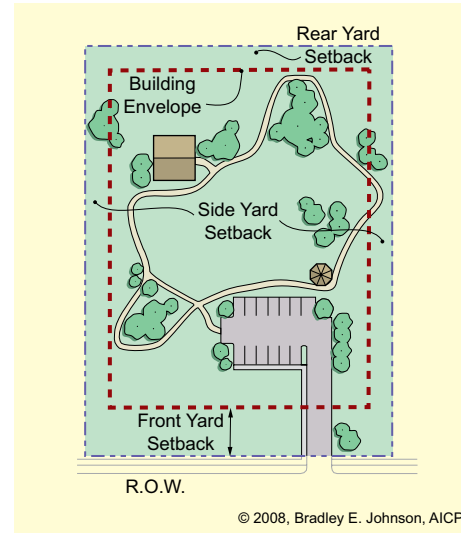 Rear Yard
Setback
Building
Envelope
Side Yard
Setback
Front Yard
Setback
R.O.W.
© 2008, Bradley E. Johnson, AICP